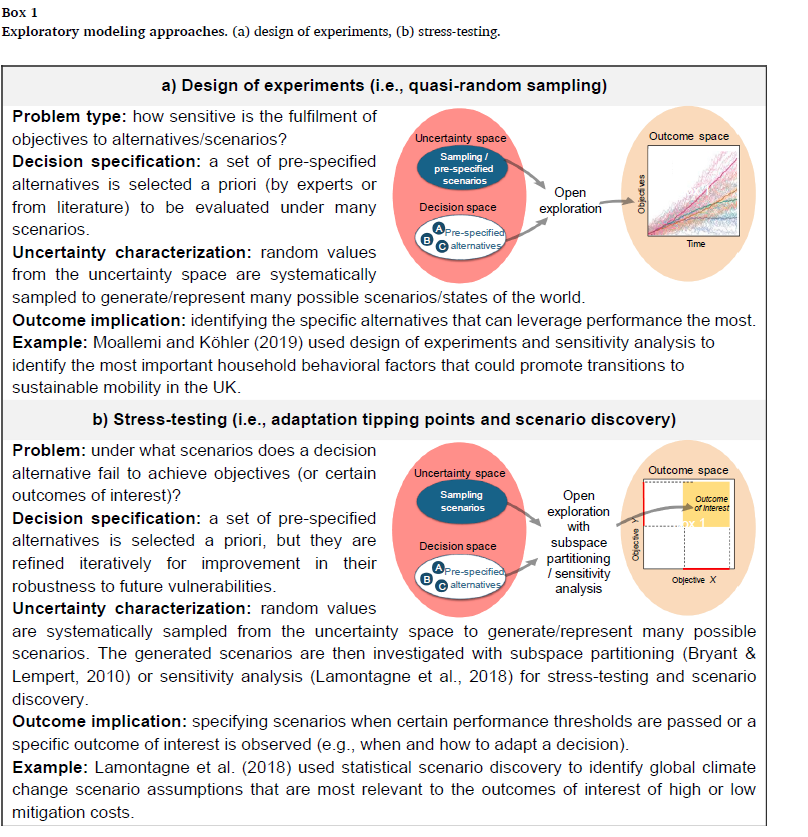 Box 1
Exploratory modeling approaches. (a) design of experiments, (b) stress-testing.
a) Design of experiments (i.e., quasi-random sampling)
Problem type: how sensitive is the fulfilment of
objectives to alternatives/scenarios?
Decision specification: a set of pre-specified
alternatives is selected a priori (by experts or
from literature) to be evaluated under many
scenarios.
Uncertainty characterization: random values
from the uncertainty space are systematically
sampled to generate/represent many possible scenarios/states of the world.
Outcome implication: identifying the specific alternatives that can leverage performance the most.
Example: Moallemi and Köhler (2019) used design of experiments and sensitivity analysis to
identify the most important household behavioral factors that could promote transitions to
sustainable mobility in the UK.
Uncertainty space
Sampling /
pre-specified
scenarios
Decision space
A
B
C
Pre-specified
alternatives
Open
exploration
Outcome space
Objectives
Time
b) Stress-testing (i.e., adaptation tipping points and scenario discovery)
Problem: under what scenarios does a decision
alternative fail to achieve objectives (or certain
outcomes of interest)?
Decision specification: a set of pre-specified
alternatives is selected a priori, but they are
refined iteratively for improvement in their
robustness to future vulnerabilities.
Uncertainty characterization: random values
are systematically sampled from the uncertainty space to generate/represent many possible
scenarios. The generated scenarios are then investigated with subspace partitioning (Bryant &
Lempert, 2010) or sensitivity analysis (Lamontagne et al., 2018) for stress-testing and scenario
discovery.
Outcome implication: specifying scenarios when certain performance thresholds are passed or a
specific outcome of interest is observed (e.g., when and how to adapt a decision).
Example: Lamontagne et al. (2018) used statistical scenario discovery to identify global climate
change scenario assumptions that are most relevant to the outcomes of interest of high or low
mitigation costs.
Uncertainty space
Sampling
scenarios
Decision space
A
B
C
Pre-specified
alternatives
Open
exploration
with
subspace
partitioning
/ sensitivity
analysis
Outcome space
Outcome
of interest
Objective Y
Objective X